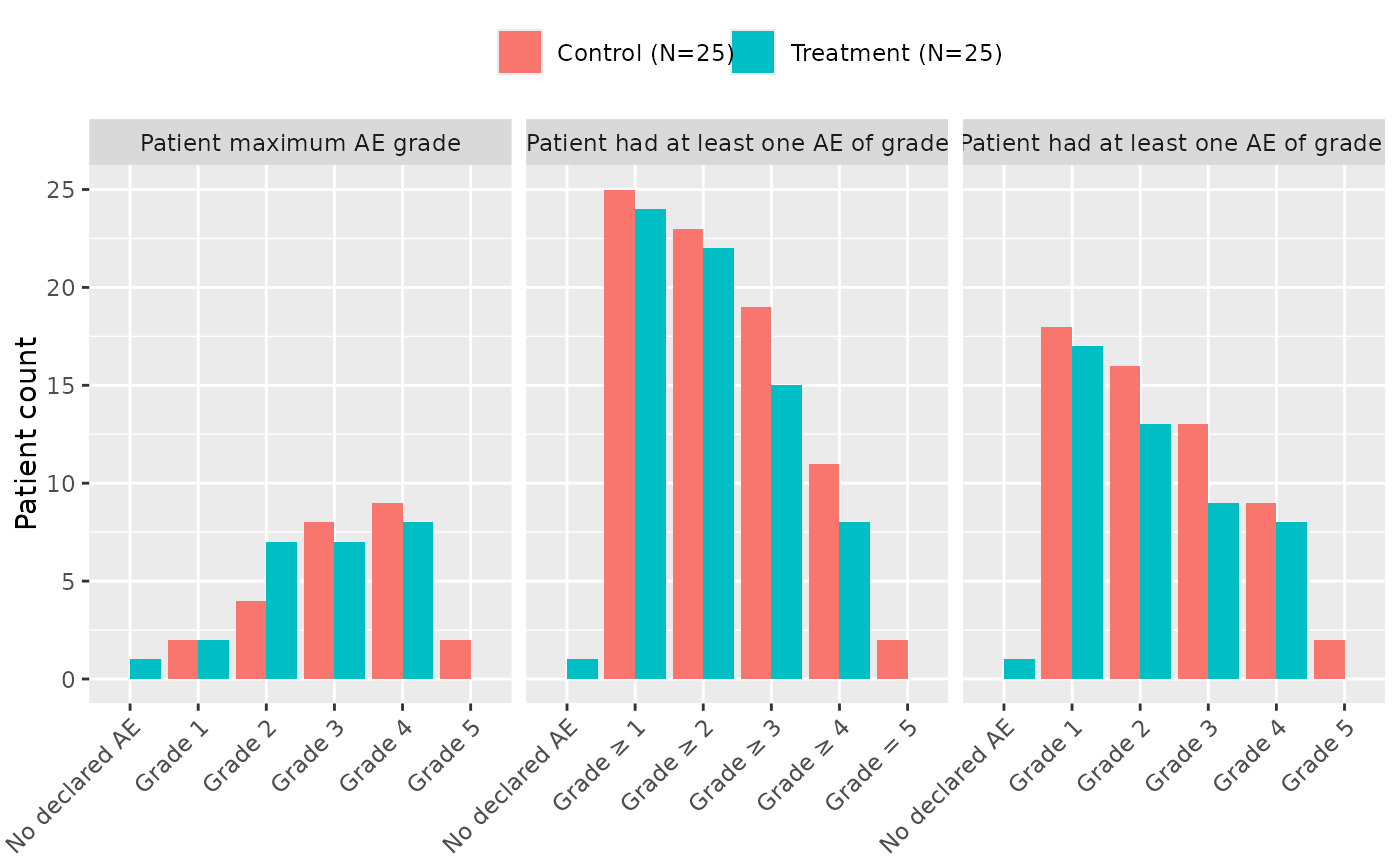 Control (N=25) Treatment (N=25)
Patient maximum AE grade Patient had at least one AE of grade Patient had at least one AE of grade
Patient count
25
20
15
10
5
0
No declared AE Grade 1 Grade 2 Grade 3 Grade 4 Grade 5
No declared AE Grade ≥ 1 Grade ≥ 2 Grade ≥ 3 Grade ≥ 4 Grade = 5
No declared AE Grade 1 Grade 2 Grade 3 Grade 4 Grade 5